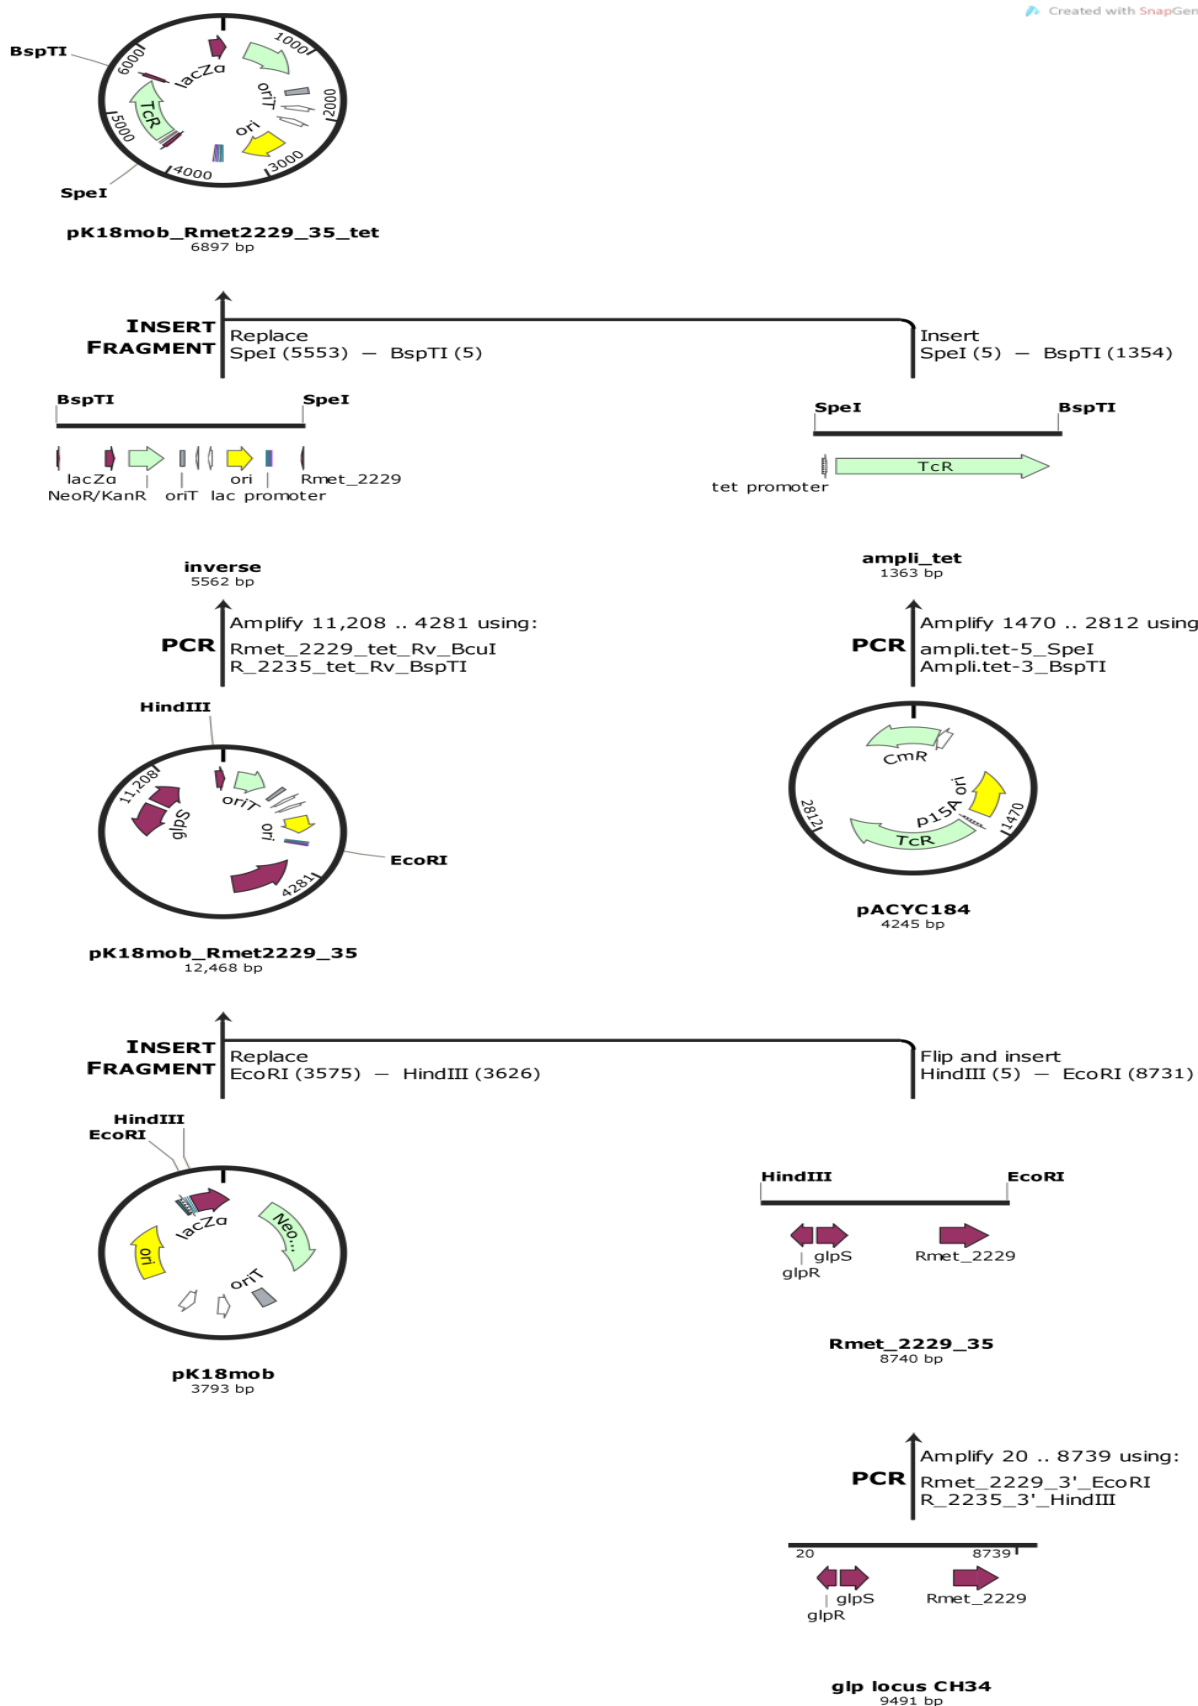 Created with SnapGen
BspTI
6000
1000
lacZα
TcR
oriT
2000
5000
ori
4000
3000
SpeI
pK18mob_Rmet2229_35_tet
6897 bp
INSERT
FRAGMENT
Replace
SpeI (5553) – BspTI (5)
Insert
SpeI (5) – BspTI (1354)
BspTI
SpeI
lacZα
ori
Rmet_2229
NeoR/KanR
oriT
lac promoter
SpeI
BspTI
TcR
tet promoter
inverse
5562 bp
ampli_tet
1363 bp
PCR
Amplify 11,208 .. 4281 using:
Rmet_2229_tet_Rv_BcuI
R_2235_tet_Rv_BspTI
PCR
Amplify 1470 .. 2812 using
ampli.tet-5_SpeI
Ampli.tet-3_BspTI
HindIII
11,208
oriT
glpS
ori
EcoRI
4281
pK18mob_Rmet2229_35
12,468 bp
CmR
p15A ori
2812
1470
TcR
pACYC184
4245 bp
INSERT
FRAGMENT
Replace
EcoRI (3575) – HindIII (3626)
Flip and insert
HindIII (5) – EcoRI (8731)
HindIII
EcoRI
lacZα
Neo...
ori
oriT
pK18mob
3793 bp
HindIII
EcoRI
glpS
Rmet_2229
glpR
Rmet_2229_35
8740 bp
PCR
Amplify 20 .. 8739 using:
Rmet_2229_3'_EcoRI
R_2235_3'_HindIII
20
8739
glpS
Rmet_2229
glpR
glp locus CH34
9491 bp